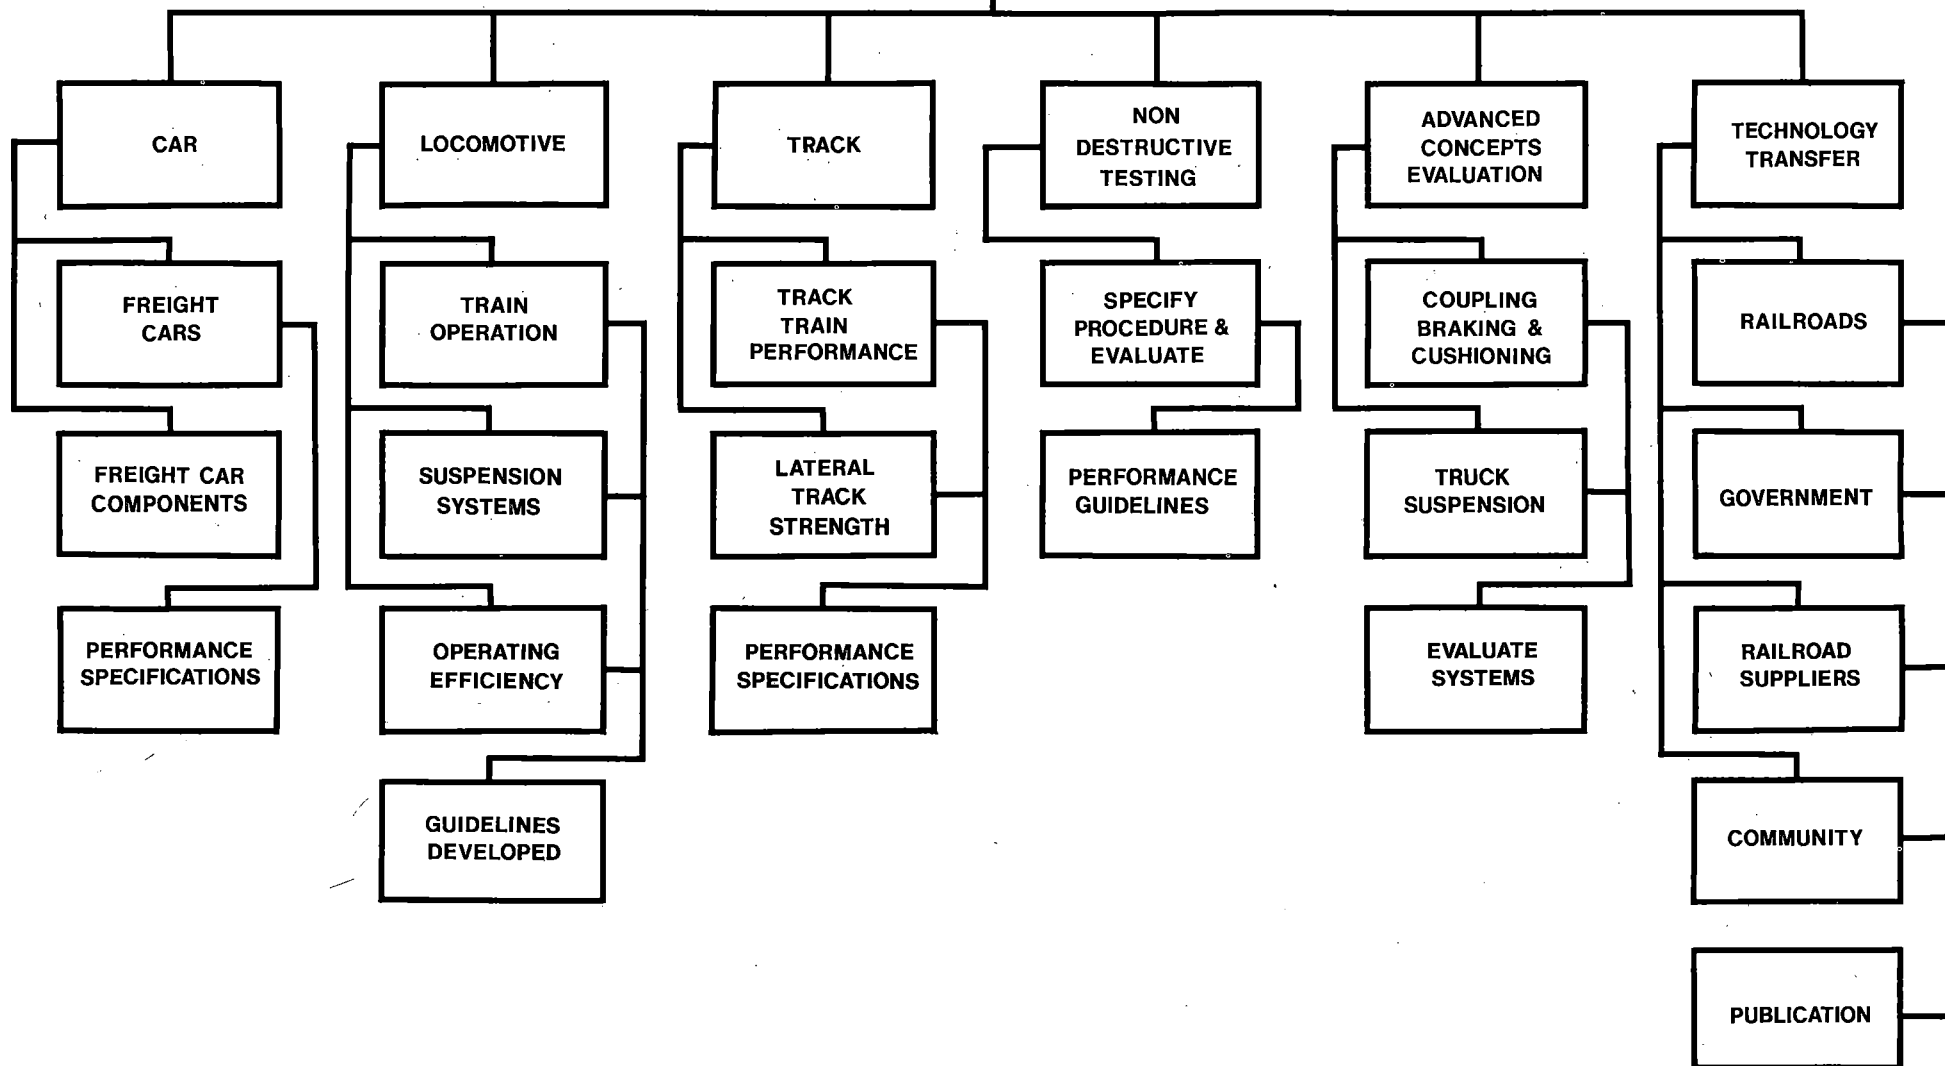 CAR
LOCOMOTIVE
TRACK
NON
DESTRUCTIVE
TESTING
ADVANCED
CONCEPTS
EVALUATION
TECHNOLOGY
TRANSFER
FREIGHT
CARS
TRAIN
OPERATION
TRACK
TRAIN
PERFORMANCE
SPECIFY
PROCEDURE &
EVALUATE
COUPLING
BRAKING &
CUSHIONING
RAILROADS
FREIGHT CAR
COMPONENTS
SUSPENSION
SYSTEMS
LATERAL
TRACK
STRENGTH
PERFORMANCE
GUIDELINES
TRUCK
SUSPENSION
GOVERNMENT
PERFORMANCE
SPECIFICATIONS
OPERATING
EFFICIENCY
PERFORMANCE
SPECIFICATIONS
EVALUATE
SYSTEMS
RAILROAD
SUPPLIERS
GUIDELINES
DEVELOPED
COMMUNITY
PUBLICATION